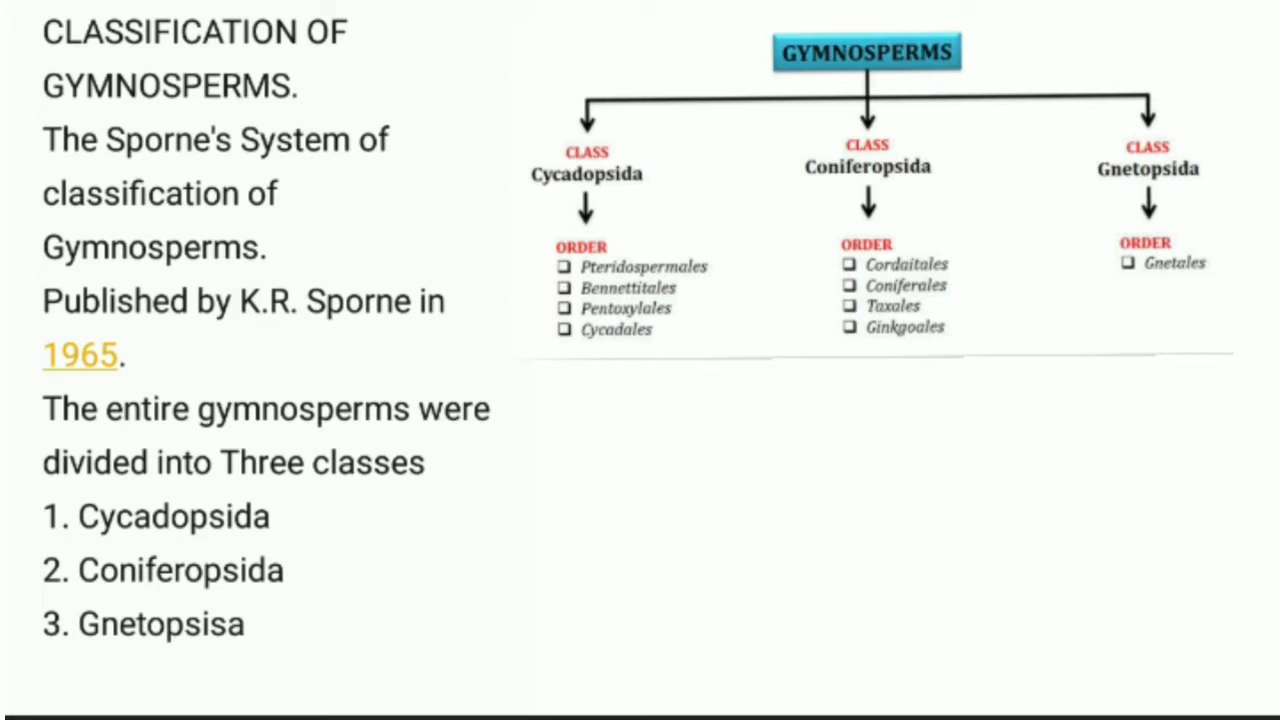 CLASSIFICATION OF
GYMNOSPERMS.
The Sporne's System of
classification of
Gymnosperms.
Published by K.R. Sporne in
1965.
The entire gymnosperms were
divided into Three classes
1. Cycadopsida
2. Coniferopsida
3. Gnetopsisa
GYMNOSPERMS
CLASS
Cycadopsida
ORDER
Pteridospermales
Bennettitales
Pentoxylales
Cycadales
CLASS
Coniferopsida
ORDER
Cordaitales
Coniferales
Taxales
Ginkgoales
CLASS
Gnetopsida
ORDER
Gnetales